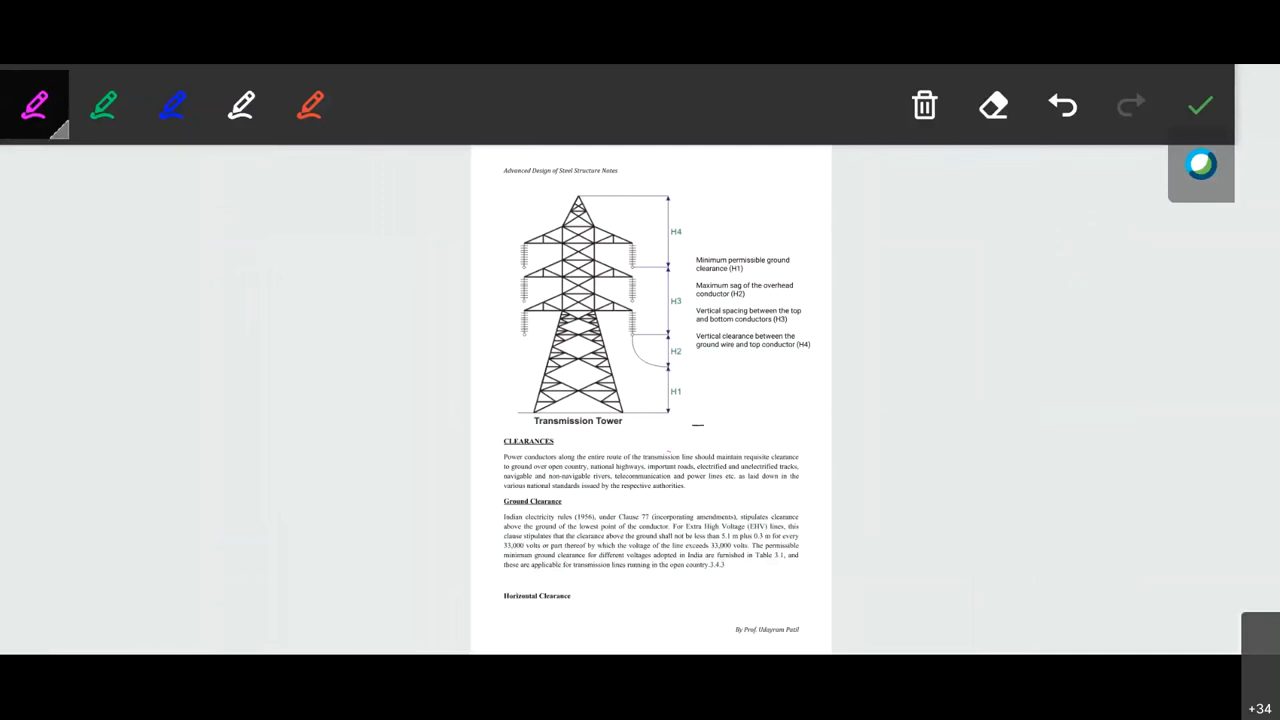 Advanced Design of Steel Structure Notes
H4
Minimum permissible ground
clearance (H1)
Maximum sag of the overhead
conductor (H2)
H3
Vertical spacing between the top
and bottom conductors (H3)
Vertical clearance between the
ground wire and top conductor (H4)
H2
H1
Transmission Tower
CLEARANCES
Power conductors along the entire route of the transmission line should maintain requisite clearance
to ground over open country, national highways, important roads, electrified and unelectrified tracks,
navigable and non-navigable rivers, telecommunication and power lines etc. as laid down in the
various national standards issued by the respective authorities.
Ground Clearance
Indian electricity rules (1956), under Clause 77 (incorporating amendments), stipulates clearance
above the ground of the lowest point of the conductor. For Extra High Voltage (EHV) lines, this
clause stipulates that the clearance above the ground shall not be less than 5.1 m plus 0.3 m for every
33,000 volts or part thereof by which the voltage of the line exceeds 33,000 volts. The permissible
minimum ground clearance for different voltages adopted in India are furnished in Table 3.1, and
these are applicable for transmission lines running in the open country.3.4.3
Horizontal Clearance
By Prof. Udayram Patil
+34